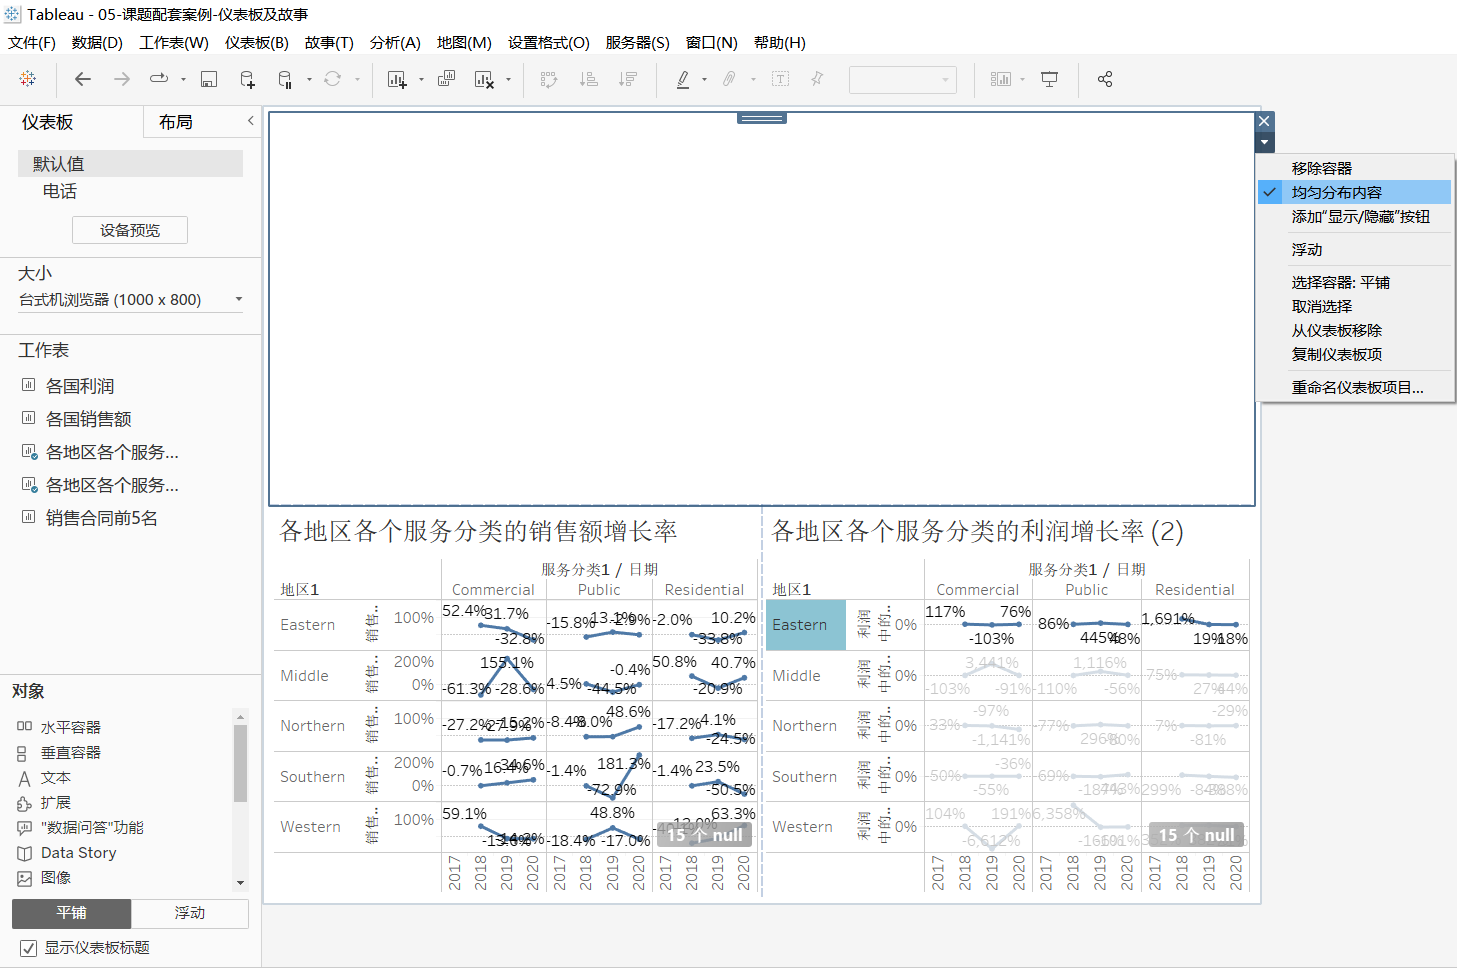 Tableau - 05-课题配套案例-仪表板及故事
文件(F) 数据(D) 工作表(W) 仪表板(B) 故事(T) 分析(A) 地图(M) 设置格式(O) 服务器(S) 窗口(N) 帮助(H)
仪表板 布局
默认值
电话
设备预览
大小
台式机浏览器 (1000 x 800)
工作表
各国利润
各国销售额
各地区各个服务...
各地区各个服务...
销售合同前5名
对象
水平容器
垂直容器
文本
扩展
"数据问答"功能
Data Story
图像
平铺 浮动
显示仪表板标题
移除容器
均匀分布内容
添加"显示/隐藏"按钮
浮动
选择容器: 平铺
取消选择
从仪表板移除
复制仪表板项
重命名仪表板项目...
各地区各个服务分类的销售额增长率
服务分类1 / 日期
地区1 Commercial Public Residential
Eastern 销售.. 100% 52.4% 31.7% -32.8% -15.8% 13.1% -2.9% -2.0% -33.8% 10.2%
Middle 销售.. 200% 0% -61.3% 155.1% -28.6% 4.5% -44.5% -0.4% 50.8% -20.9% 40.7%
Northern 销售.. 100% -27.2% -27.9% 15.2% -8.4% -8.0% 48.6% -17.2% 4.1% -24.5%
Southern 销售.. 200% 0% -0.7% 16.4% 34.6% -1.4% -72.9% 181.3% -1.4% 23.5% -50.5%
Western 销售.. 100% 59.1% -18.4% 48.8% -17.0% 63.3%
15 个 null
2017 2018 2019 2020 2017 2018 2019 2020 2017 2018 2019 2020
各地区各个服务分类的利润增长率 (2)
服务分类1 / 日期
地区1 Commercial Public Residential
Eastern 利润 中的.. 0% 117% -103% 76% 86% 445% 48% 1,691% 19% 18%
Middle 利润 中的.. 0% -103% 3,441% -91% -110% 1,116% -56% 75% 27% 44%
Northern 利润 中的.. 0% -33% -97% -1,141% -77% 296% -80% 7% -81% -29%
Southern 利润 中的.. 0% -50% -55% -36% -69% -187% 299%
Western 利润 中的.. 0% 104% -6,612% 191% 6,358%
15 个 null
2017 2018 2019 2020 2017 2018 2019 2020 2017 2018 2019 2020